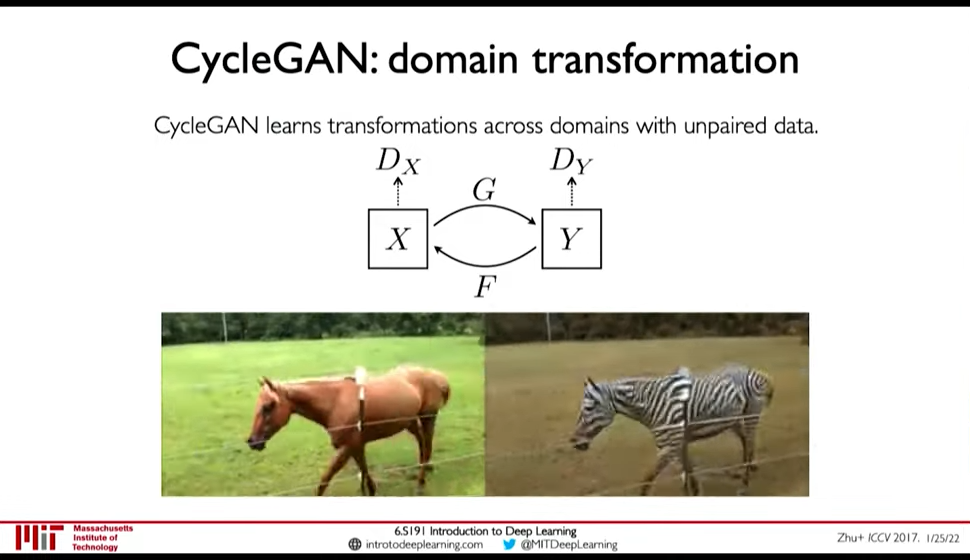 CycleGAN: domain transformation
CycleGAN learns transformations across domains with unpaired data.
D_X D_Y
G
X Y
F
Massachusetts
Institute of
Technology
6.S191 Introduction to Deep Learning
introtodeeplearning.com @MITDeepLearning
Zhu+ ICCV 2017. 1/25/22